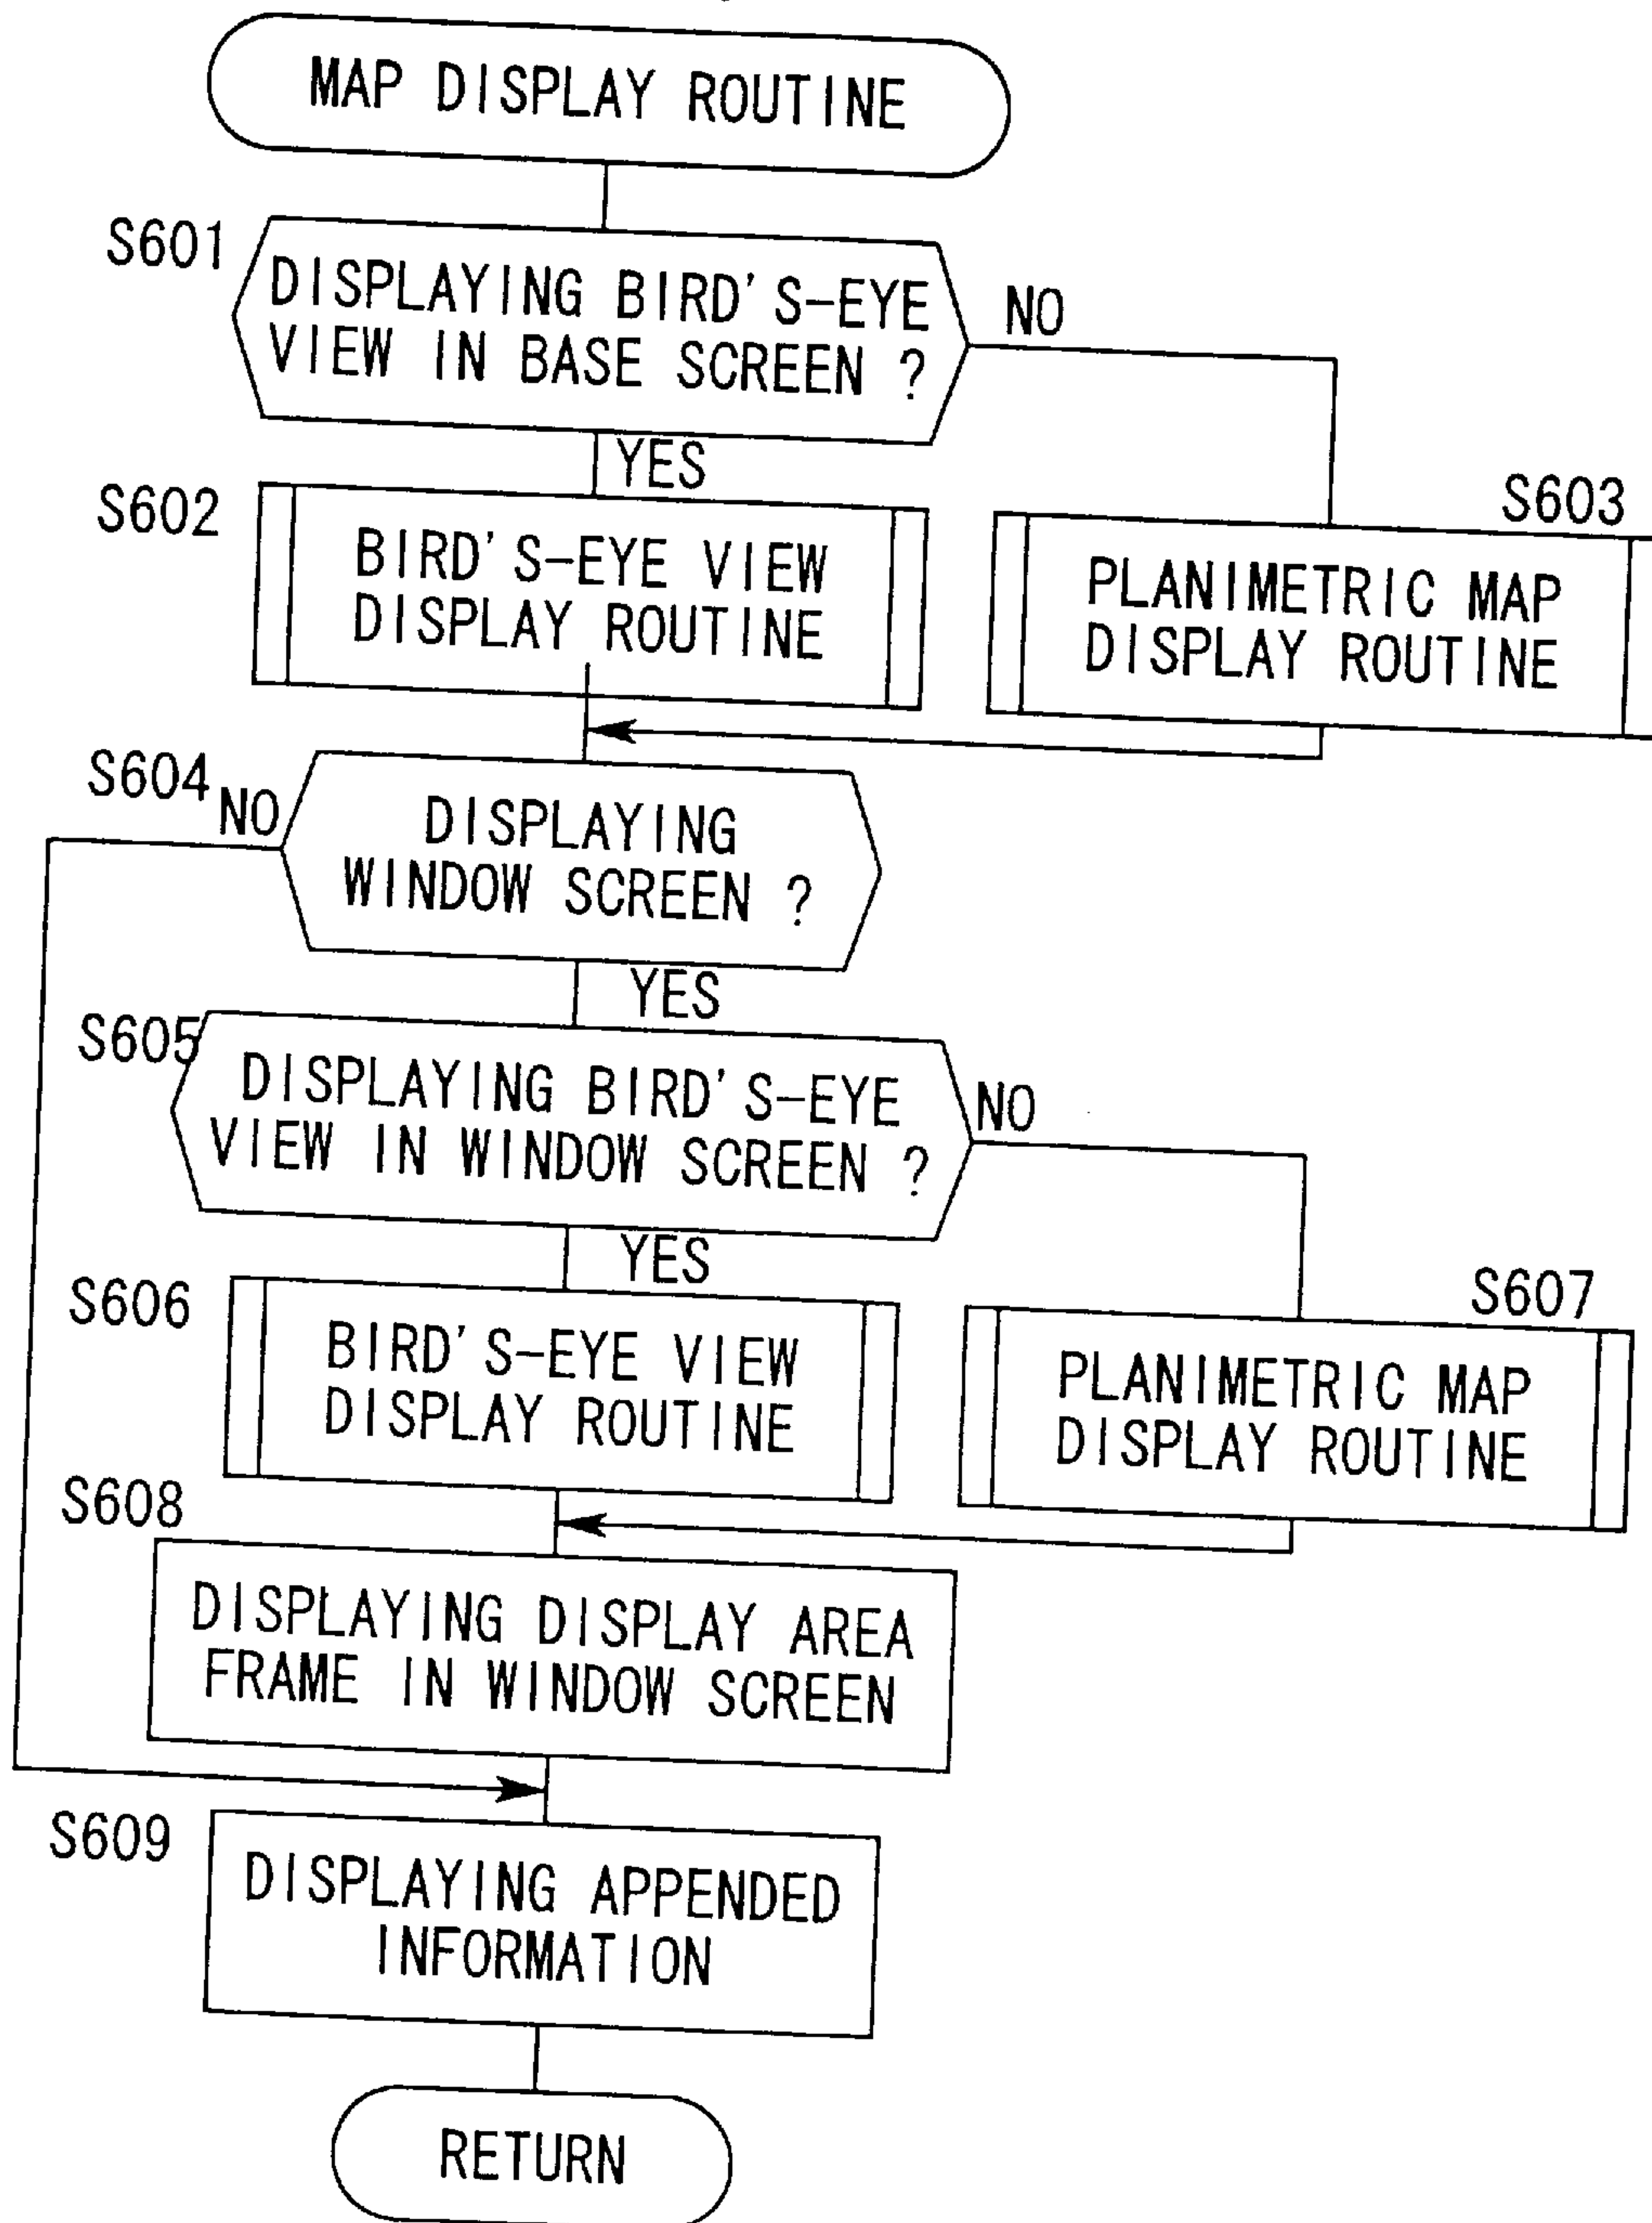 MAP DISPLAY ROUTINE
S601
DISPLAYING BIRD'S-EYE
VIEW IN BASE SCREEN ?
NO
YES
S602
BIRD'S-EYE VIEW
DISPLAY ROUTINE
S603
PLANIMETRIC MAP
DISPLAY ROUTINE
S604
NO
DISPLAYING
WINDOW SCREEN ?
YES
S605
DISPLAYING BIRD'S-EYE
VIEW IN WINDOW SCREEN ?
NO
YES
S606
BIRD'S-EYE VIEW
DISPLAY ROUTINE
S607
PLANIMETRIC MAP
DISPLAY ROUTINE
S608
DISPLAYING DISPLAY AREA
FRAME IN WINDOW SCREEN
S609
DISPLAYING APPENDED
INFORMATION
RETURN